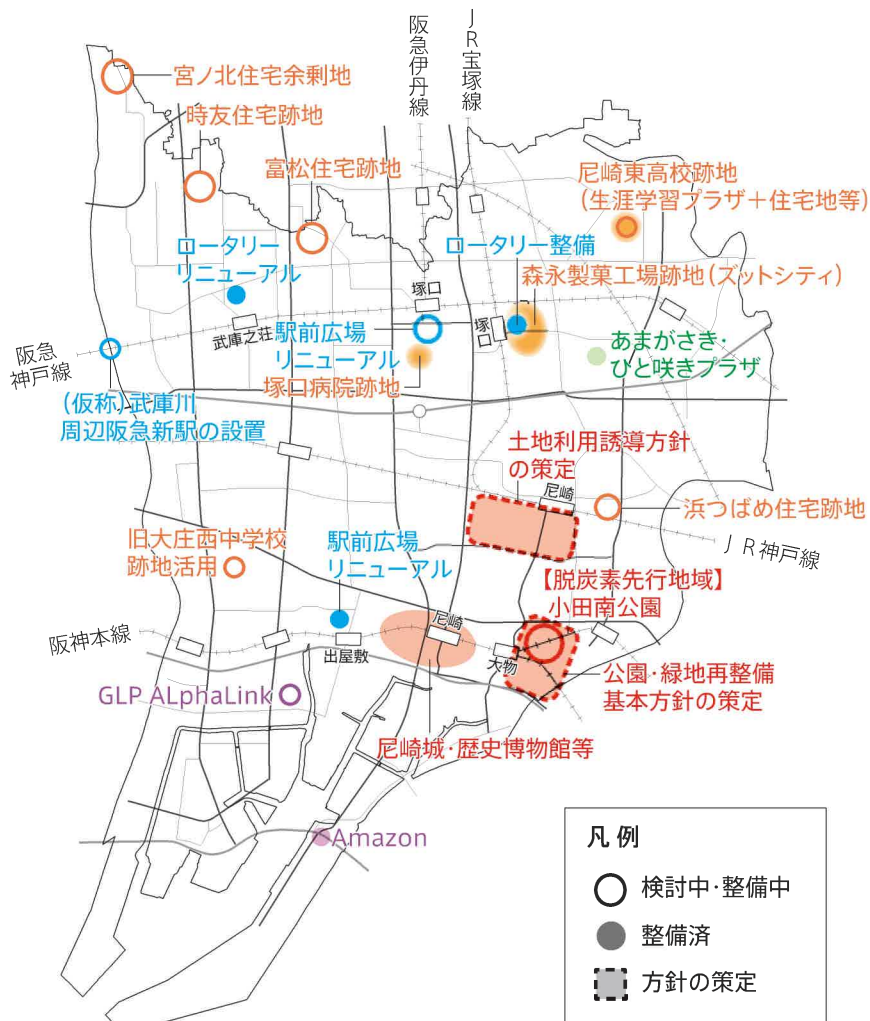 阪急伊丹線
JR宝塚線
宮ノ北住宅余剰地
時友住宅跡地
富松住宅跡地
尼崎東高校跡地
(生涯学習プラザ+住宅地等)
ロータリー
リニューアル
ロータリー整備
森永製菓工場跡地(ズットシティ)
塚口
武庫之荘
駅前広場
リニューアル
塚口
塚口病院跡地
あまがさき・
ひと咲きプラザ
阪急
神戸線
(仮称)武庫川
周辺阪急新駅の設置
土地利用誘導方針
の策定
尼崎
浜つばめ住宅跡地
JR神戸線
旧大庄西中学校
跡地活用
駅前広場
リニューアル
【脱炭素先行地域】
小田南公園
阪神本線
出屋敷
尼崎
大物
公園・緑地再整備
基本方針の策定
GLP ALphaLink
尼崎城・歴史博物館等
Amazon
凡例
検討中・整備中
整備済
方針の策定